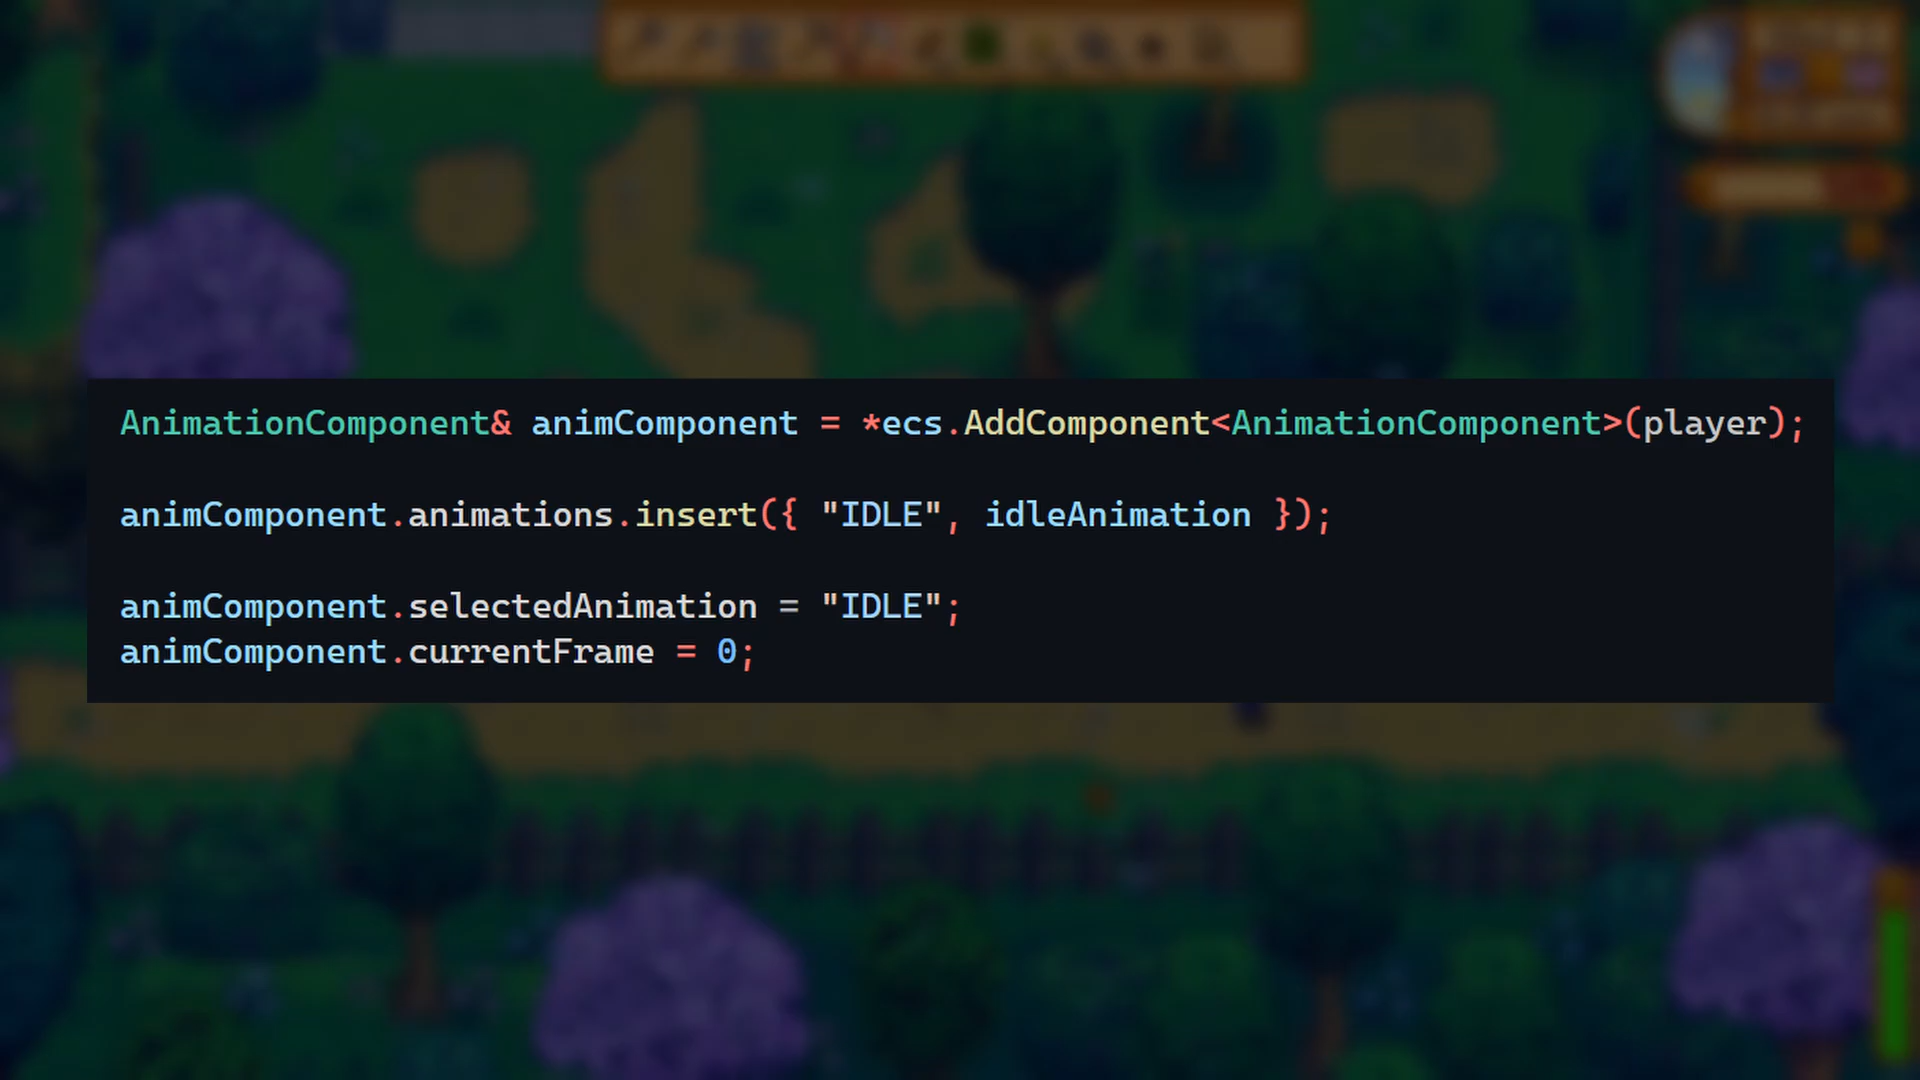 AnimationComponent& animComponent = *ecs.AddComponent<AnimationComponent>(player);
animComponent.animations.insert({ "IDLE", idleAnimation });
animComponent.selectedAnimation = "IDLE";
animComponent.currentFrame = 0;